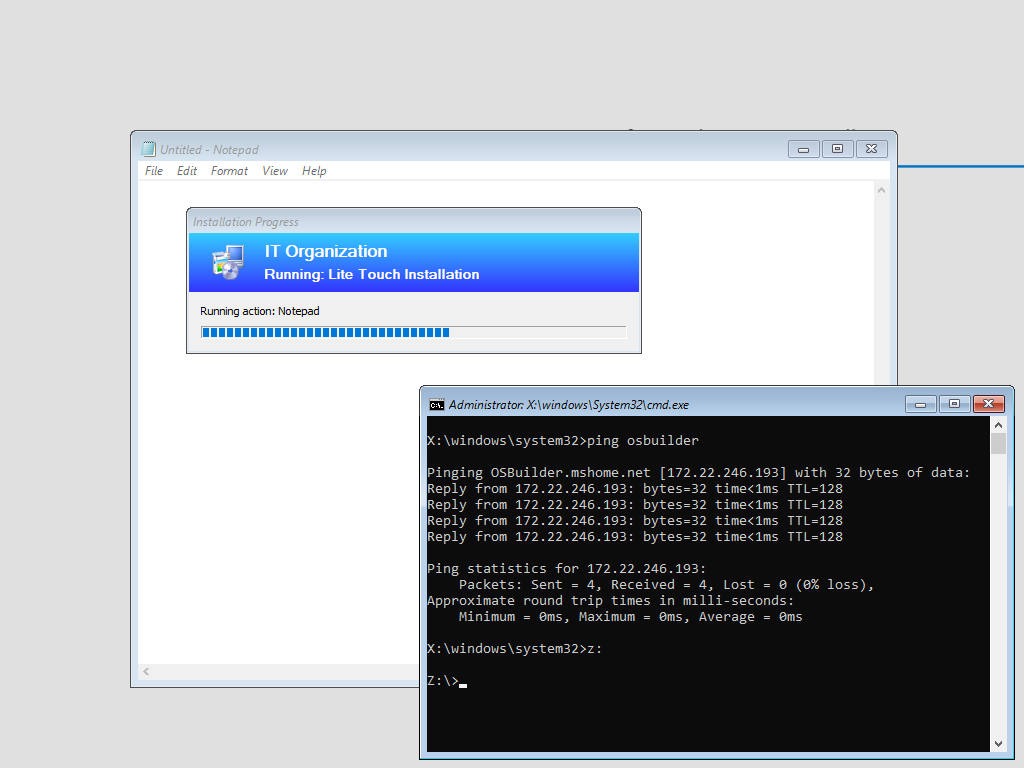 Untitled - Notepad
File Edit Format View Help
Installation Progress
IT Organization
Running: Lite Touch Installation
Running action: Notepad
Administrator: X:\windows\System32\cmd.exe
X:\windows\system32>ping osbuilder
Pinging OSBuilder.mshome.net [172.22.246.193] with 32 bytes of data:
Reply from 172.22.246.193: bytes=32 time<1ms TTL=128
Reply from 172.22.246.193: bytes=32 time<1ms TTL=128
Reply from 172.22.246.193: bytes=32 time<1ms TTL=128
Reply from 172.22.246.193: bytes=32 time<1ms TTL=128
Ping statistics for 172.22.246.193:
Packets: Sent = 4, Received = 4, Lost = 0 (0% loss),
Approximate round trip times in milli-seconds:
Minimum = 0ms, Maximum = 0ms, Average = 0ms
X:\windows\system32>z:
Z:\>